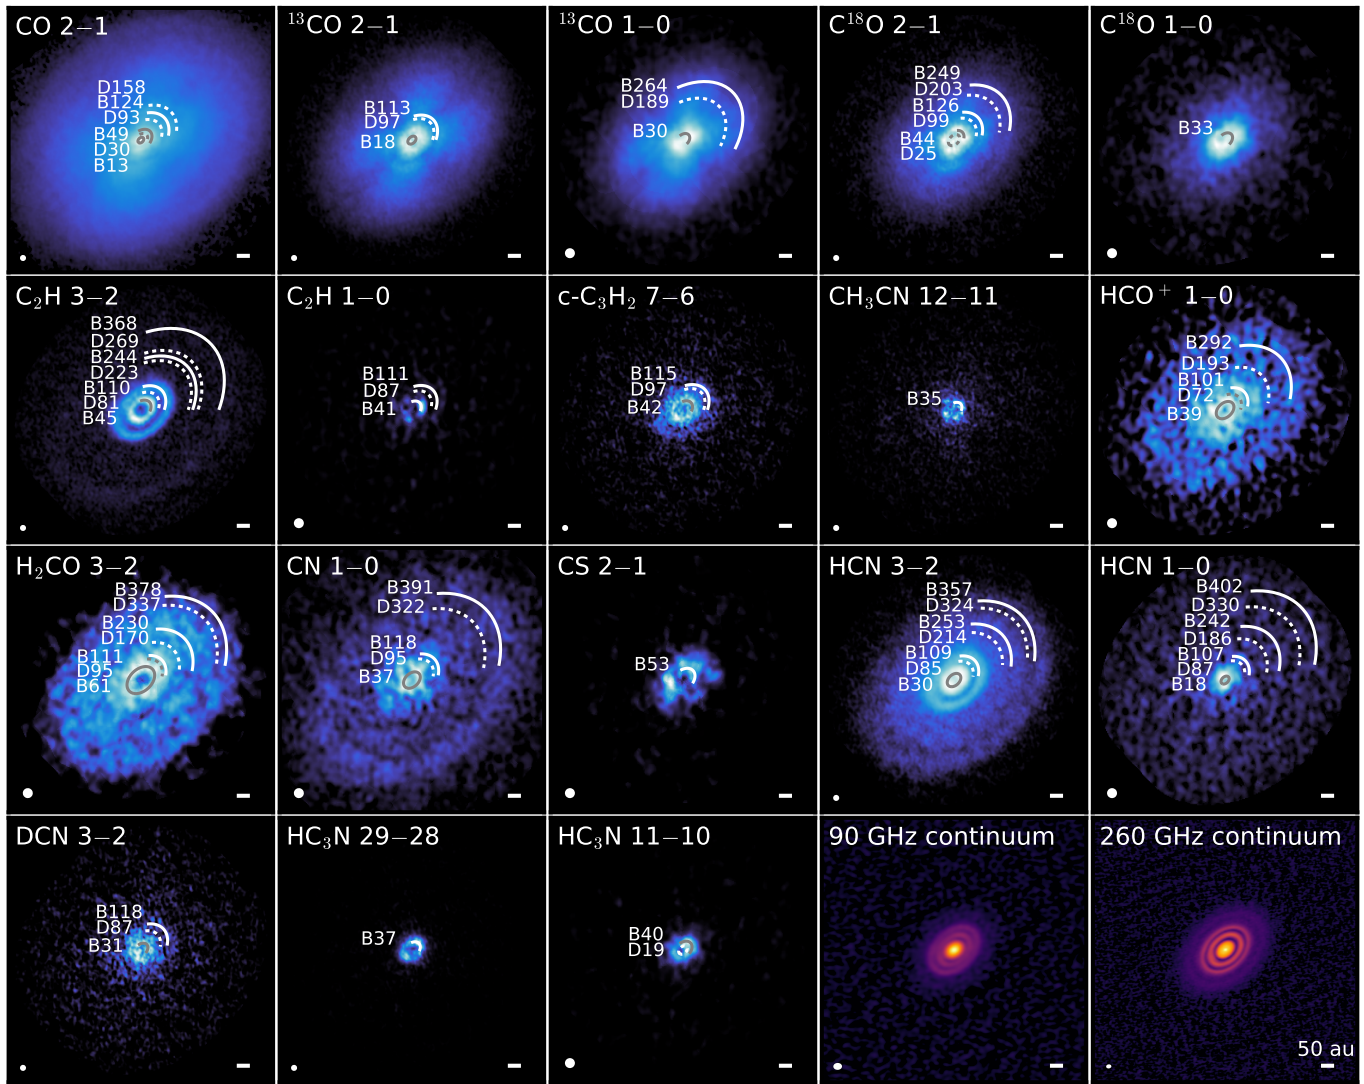 CO 2−1
D158
B124
D93
B49
D30
B13
¹³CO 2−1
B113
D97
B18
¹³CO 1−0
B264
D189
B30
C¹⁸O 2−1
B249
D203
B126
D99
B44
D25
C¹⁸O 1−0
B33
C₂H 3−2
B368
D269
B244
D223
B110
D81
B45
C₂H 1−0
B111
D87
B41
c-C₃H₂ 7−6
B115
D97
B42
CH₃CN 12−11
B35
HCO⁺ 1−0
B292
D193
B101
D72
B39
H₂CO 3−2
B378
D337
B230
D170
B111
D95
B61
CN 1−0
B391
D322
B118
D95
B37
CS 2−1
B53
HCN 3−2
B357
D324
B253
D214
B109
D85
B30
HCN 1−0
B402
D330
B242
D186
B107
D87
B18
DCN 3−2
B118
D87
B31
HC₃N 29−28
B37
HC₃N 11−10
B40
D19
90 GHz continuum
260 GHz continuum
50 au